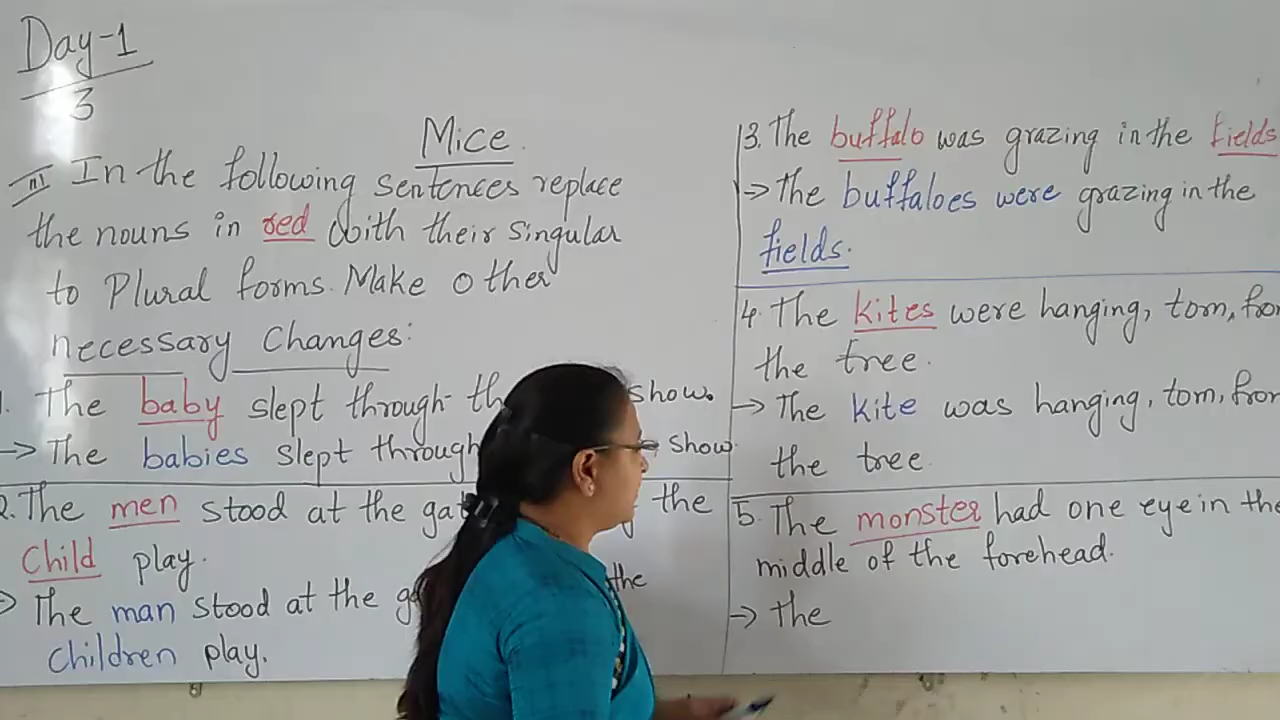 Day-1
3
Mice
III In the following sentences replace
the nouns in red with their singular
to Plural forms. Make other
necessary Changes:
1. The baby slept through show.
→ The babies slept through show
2. The men stood at the the
Child play.
→ The man stood at the the
children play.
3. The buffalo was grazing in the fields
→ The buffaloes were grazing in the
fields.
4. The kites were hanging, torn, from
the tree.
→ The kite was hanging, torn, from
the tree.
5. The monster had one eye in the
middle of the forehead.
→ The